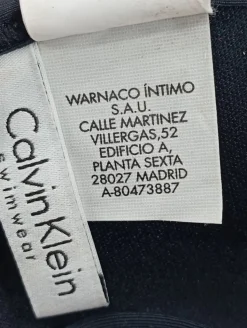 WARNACO ÍNTIMO
S.A.U.
CALLE MARTINEZ
VILLERGAS,52
EDIFICIO A,
PLANTA SEXTA
28027 MADRID
A-80473887
Calvin Klein
swimwear